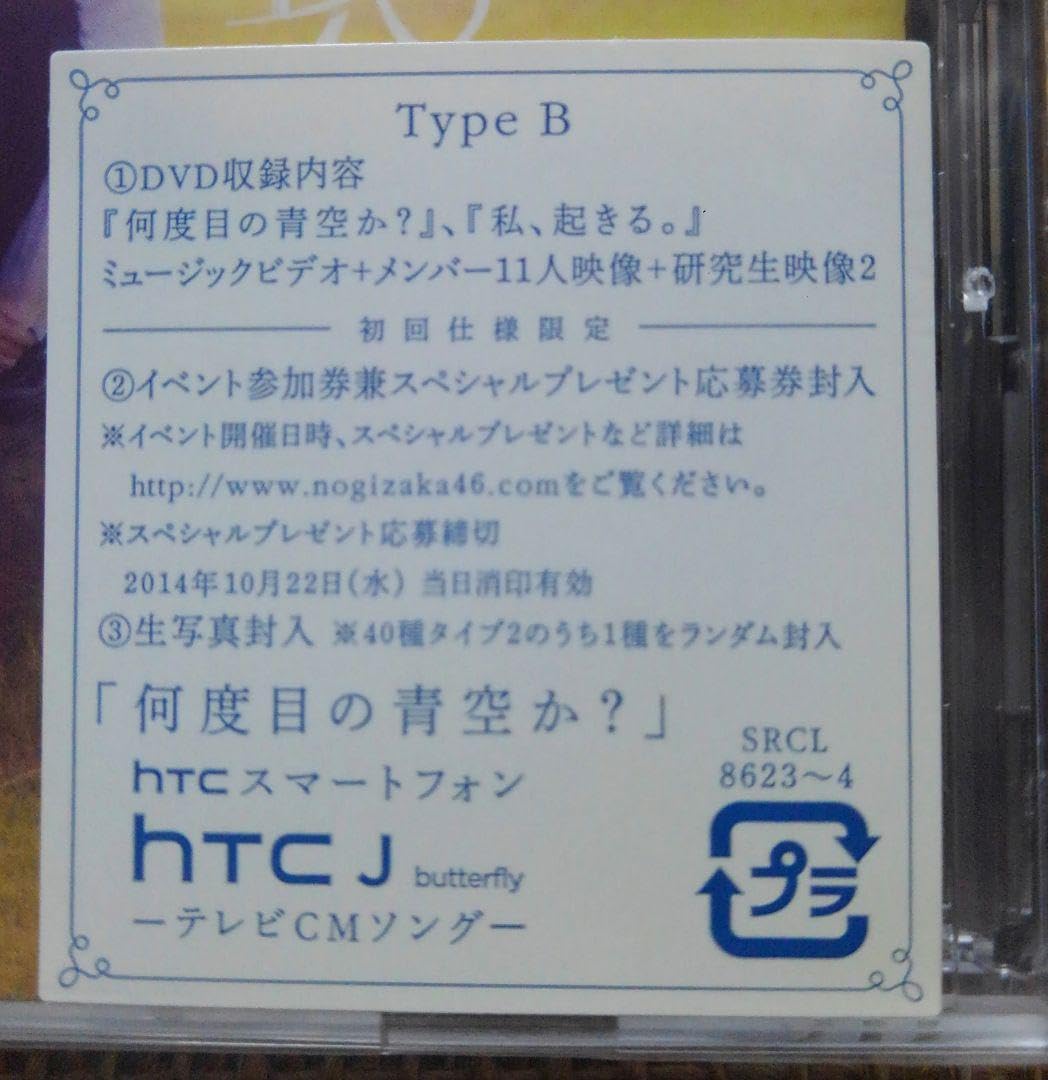 Type B
①DVD収録内容
『何度目の青空か？』、『私、起きる。』
ミュージックビデオ+メンバー11人映像+研究生映像2
初回仕様限定
②イベント参加券兼スペシャルプレゼント応募券封入
※イベント開催日時、スペシャルプレゼントなど詳細は
http://www.nogizaka46.comをご覧ください。
※スペシャルプレゼント応募締切
2014年10月22日(水) 当日消印有効
③生写真封入 ※40種タイプ2のうち1種をランダム封入
「何度目の青空か？」
SRCL
8623〜4
hTC スマートフォン
hTC J butterfly
—テレビCMソング—
プラ